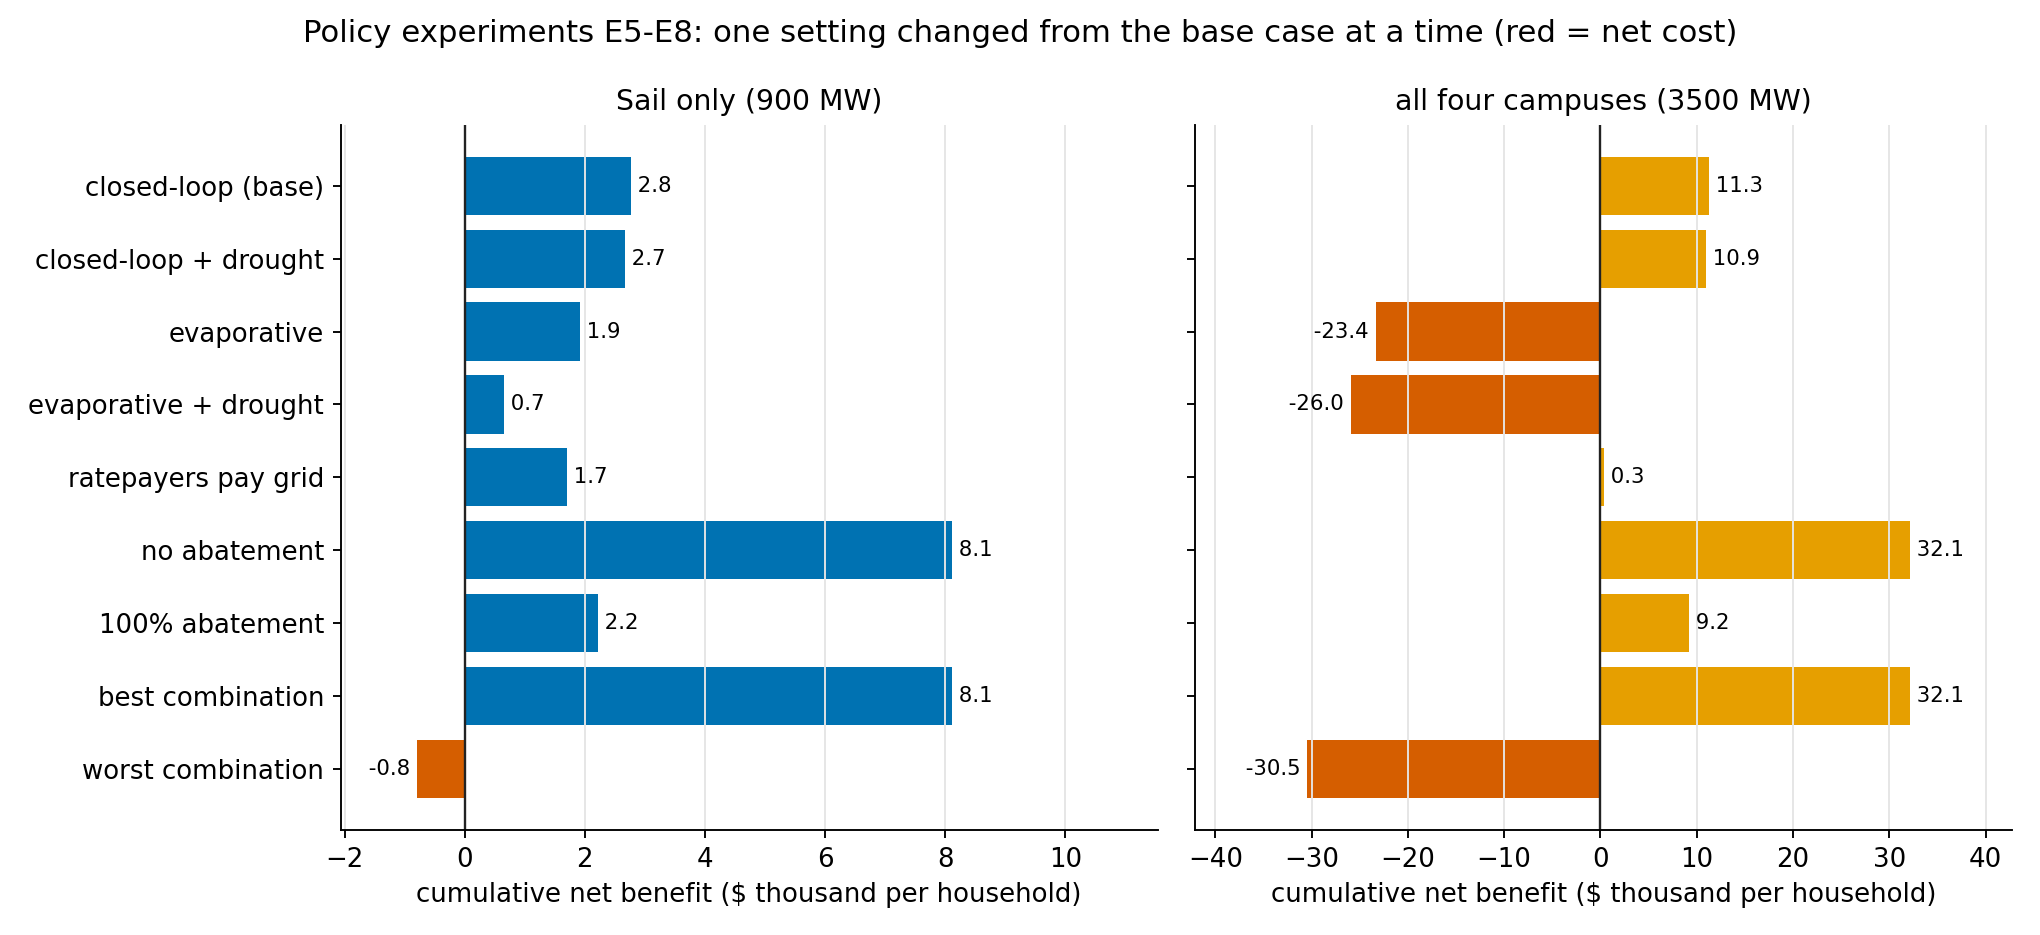 Policy experiments E5-E8: one setting changed from the base case at a time (red = net cost)
Sail only (900 MW)
closed-loop (base)
2.8
closed-loop + drought
2.7
evaporative
1.9
evaporative + drought
0.7
ratepayers pay grid
1.7
no abatement
8.1
100% abatement
2.2
best combination
8.1
worst combination
-0.8
−2 0 2 4 6 8 10
cumulative net benefit ($ thousand per household)
all four campuses (3500 MW)
11.3
10.9
-23.4
-26.0
0.3
32.1
9.2
32.1
-30.5
−40 −30 −20 −10 0 10 20 30 40
cumulative net benefit ($ thousand per household)